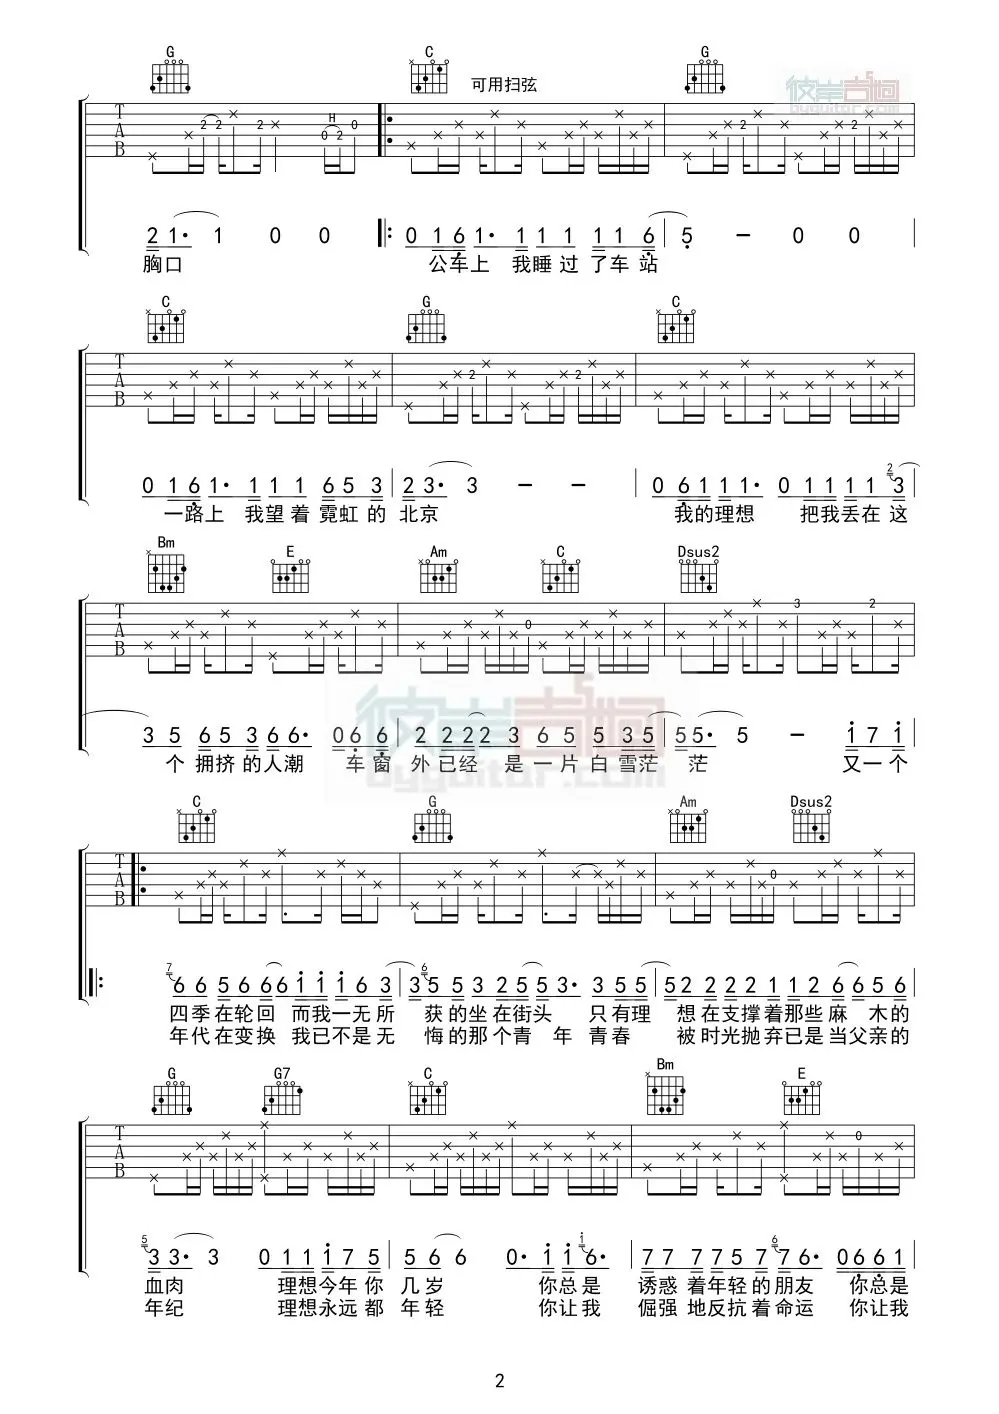 G C 可用扫弦 G
彼岸吉他
byguitar.com
T A B 2 2 2 H 0 2 0 2 2
2 1· 1 0 0 0 1 6 1· 1 1 1 1 1 6 5 - 0 0
胸口 公车上 我睡过了车站
C G C
T A B 2 2
0 1 6 1· 1 1 1 6 5 3 2 3· 3 - - 0 6 1 1 1· 0 1 1 1 1 2 3
一路上 我望着霓虹的 北京 我的理想 把我丢在这
Bm E Am C Dsus2
T A B 0 3 2
3 5 6 5 3 6 6· 0 6 6 2 2 2 2 3 6 5 5 3 5 5 5· 5 - 1 7 1
个 拥挤的人潮 车窗 外已经 是一片白雪茫 茫 又一个
彼岸吉他
byguitar.com
C G Am Dsus2
T A B 0
7 6 6 5 6 6 1 1 1 6 3 3 6 5 5 3 2 5 5 3· 3 5 5 5 2 2 2 2 1 1 2 6 6 5 6
四季在轮回 而我一无所 获的坐在街头 只有理 想在支撑着那些麻 木的
年代在变换 我已不是无 悔的那个青 年 青春 被时光抛弃已是当父亲的
G G7 C Bm E
T A B 0
5 3 3· 3 0 1 1 1 7 5 5 6 6 0· 1 1 1 6· 7 7 7 7 5 7 6 7 6· 0 6 6 1
血肉 理想今年你 几岁 你总是 诱惑 着年轻的朋友 你总是
年纪 理想永远都 年轻 你让我 倔强 地反抗着命运 你让我
2